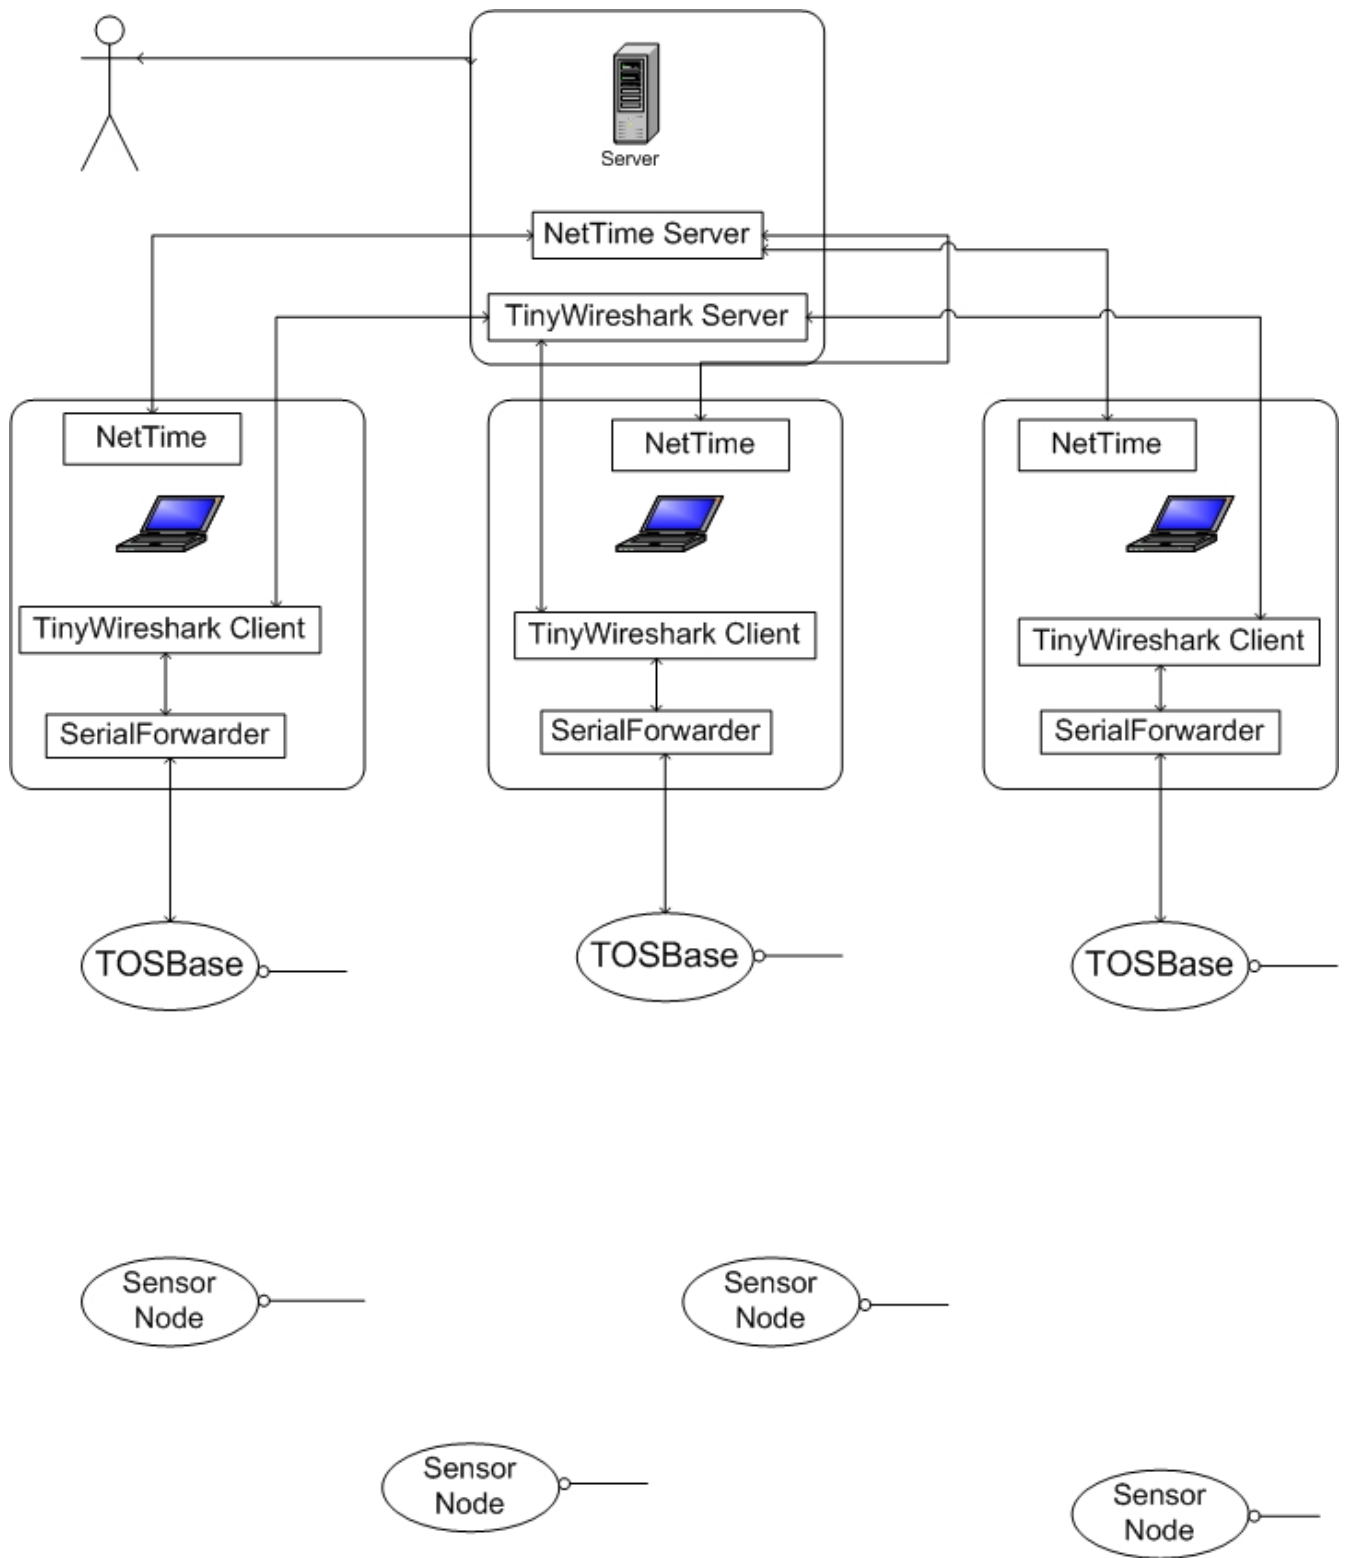 Server
NetTime Server
TinyWireshark Server
NetTime
NetTime
NetTime
TinyWireshark Client
TinyWireshark Client
TinyWireshark Client
SerialForwarder
SerialForwarder
SerialForwarder
TOSBase
TOSBase
TOSBase
Sensor
Node
Sensor
Node
Sensor
Node
Sensor
Node